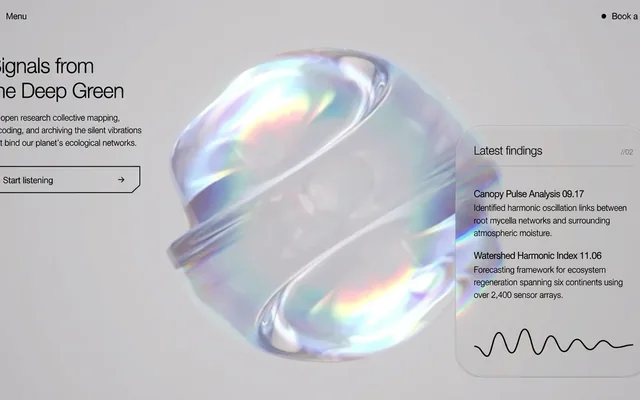 Menu
Book a
Signals from
he Deep Green
open research collective mapping,
coding, and archiving the silent vibrations
t bind our planet's ecological networks.
Start listening
Latest findings
//02
Canopy Pulse Analysis 09.17
Identified harmonic oscillation links between
root mycella networks and surrounding
atmospheric moisture.
Watershed Harmonic Index 11.06
Forecasting framework for ecosystem
regeneration spanning six continents using
over 2,400 sensor arrays.